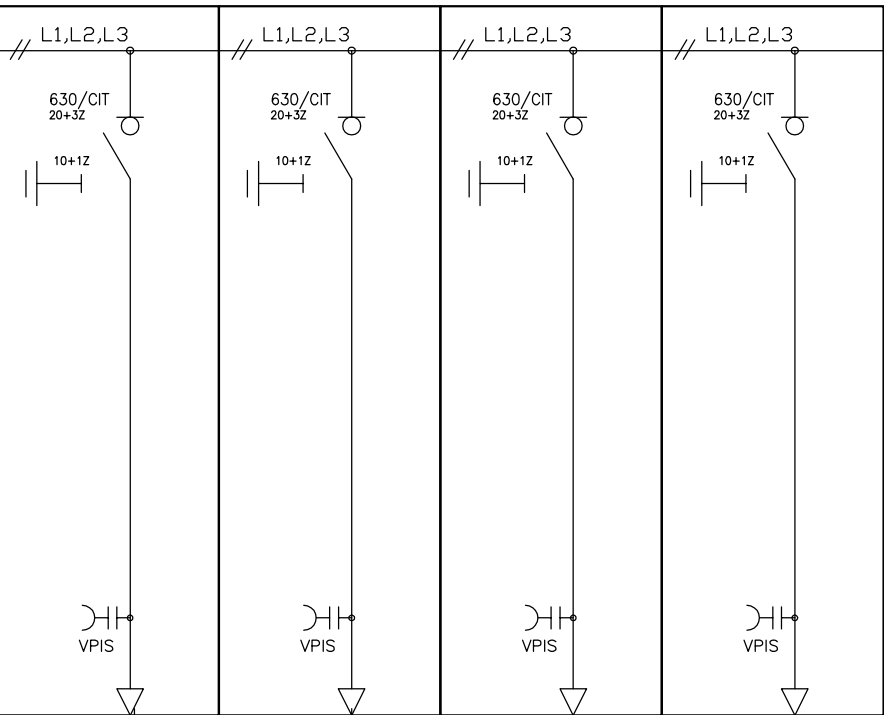 L1,L2,L3
630/CIT
20+3Z
10+1Z
VPIS
L1,L2,L3
630/CIT
20+3Z
10+1Z
VPIS
L1,L2,L3
630/CIT
20+3Z
10+1Z
VPIS
L1,L2,L3
630/CIT
20+3Z
10+1Z
VPIS